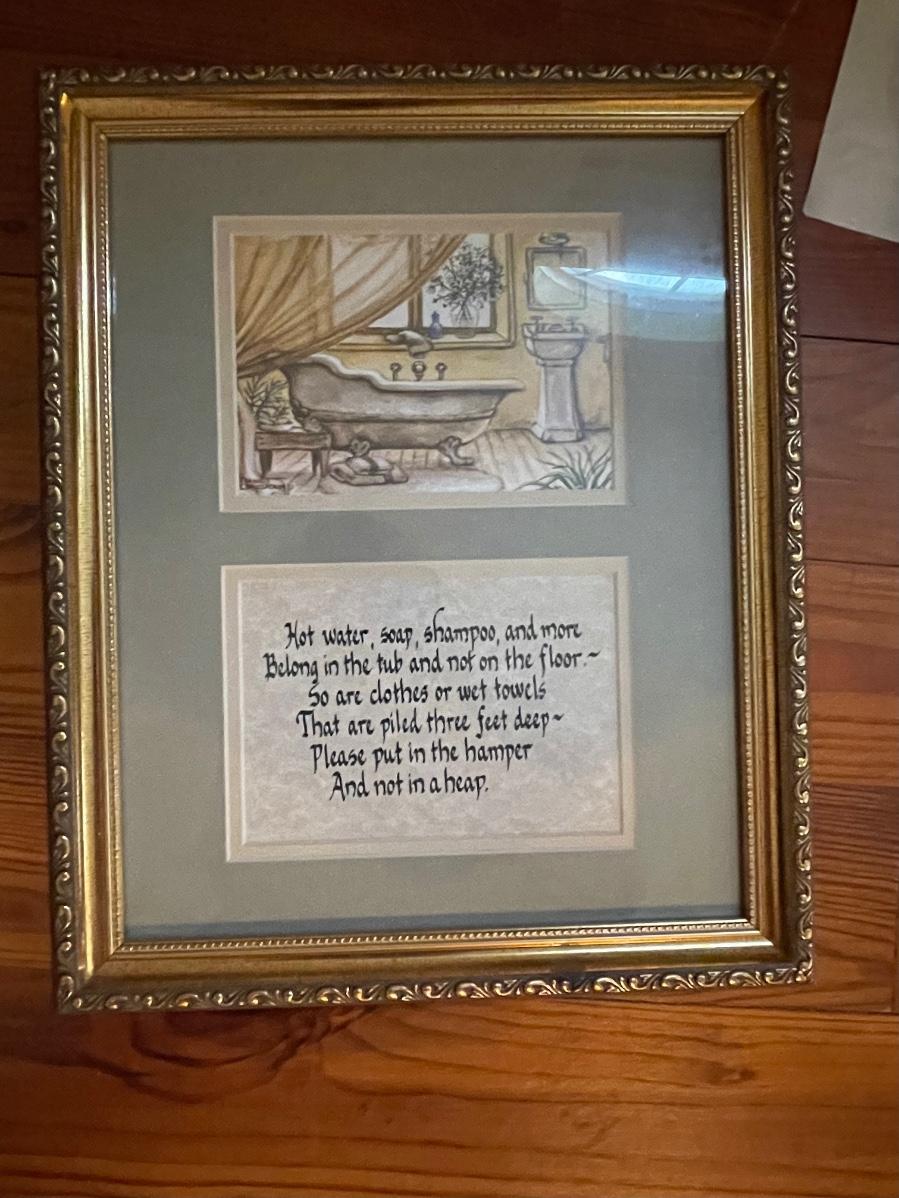 Hot water, soap, shampoo, and more
Belong in the tub and not on the floor.~
So are clothes or wet towels
That are piled three feet deep~
Please put in the hamper
And not in a heap.